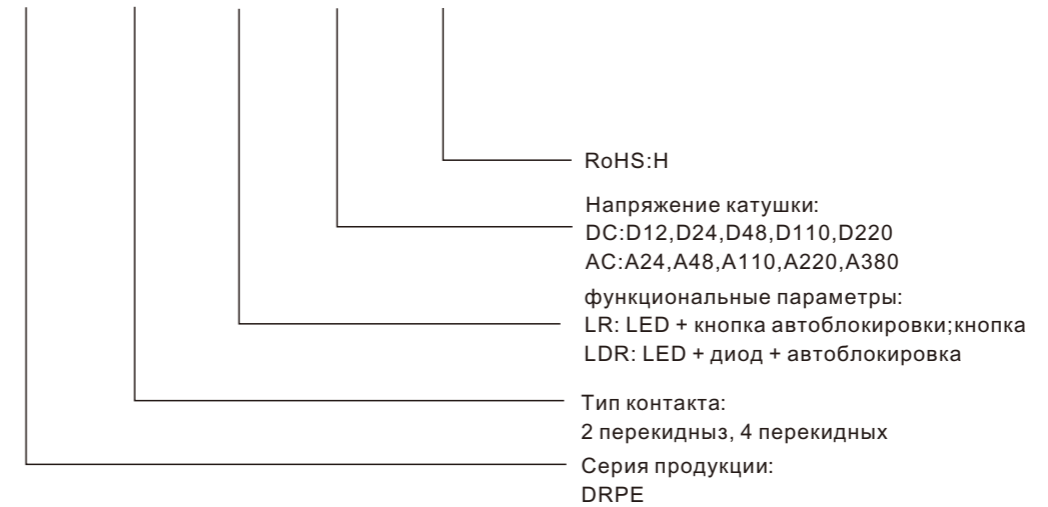 RoHS:H
Напряжение катушки:
DC:D12,D24,D48,D110,D220
AC:A24,A48,A110,A220,A380
функциональные параметры:
LR: LED + кнопка автоблокировки;кнопка
LDR: LED + диод + автоблокировка
Тип контакта:
2 перекидныз, 4 перекидных
Серия продукции:
DRPE